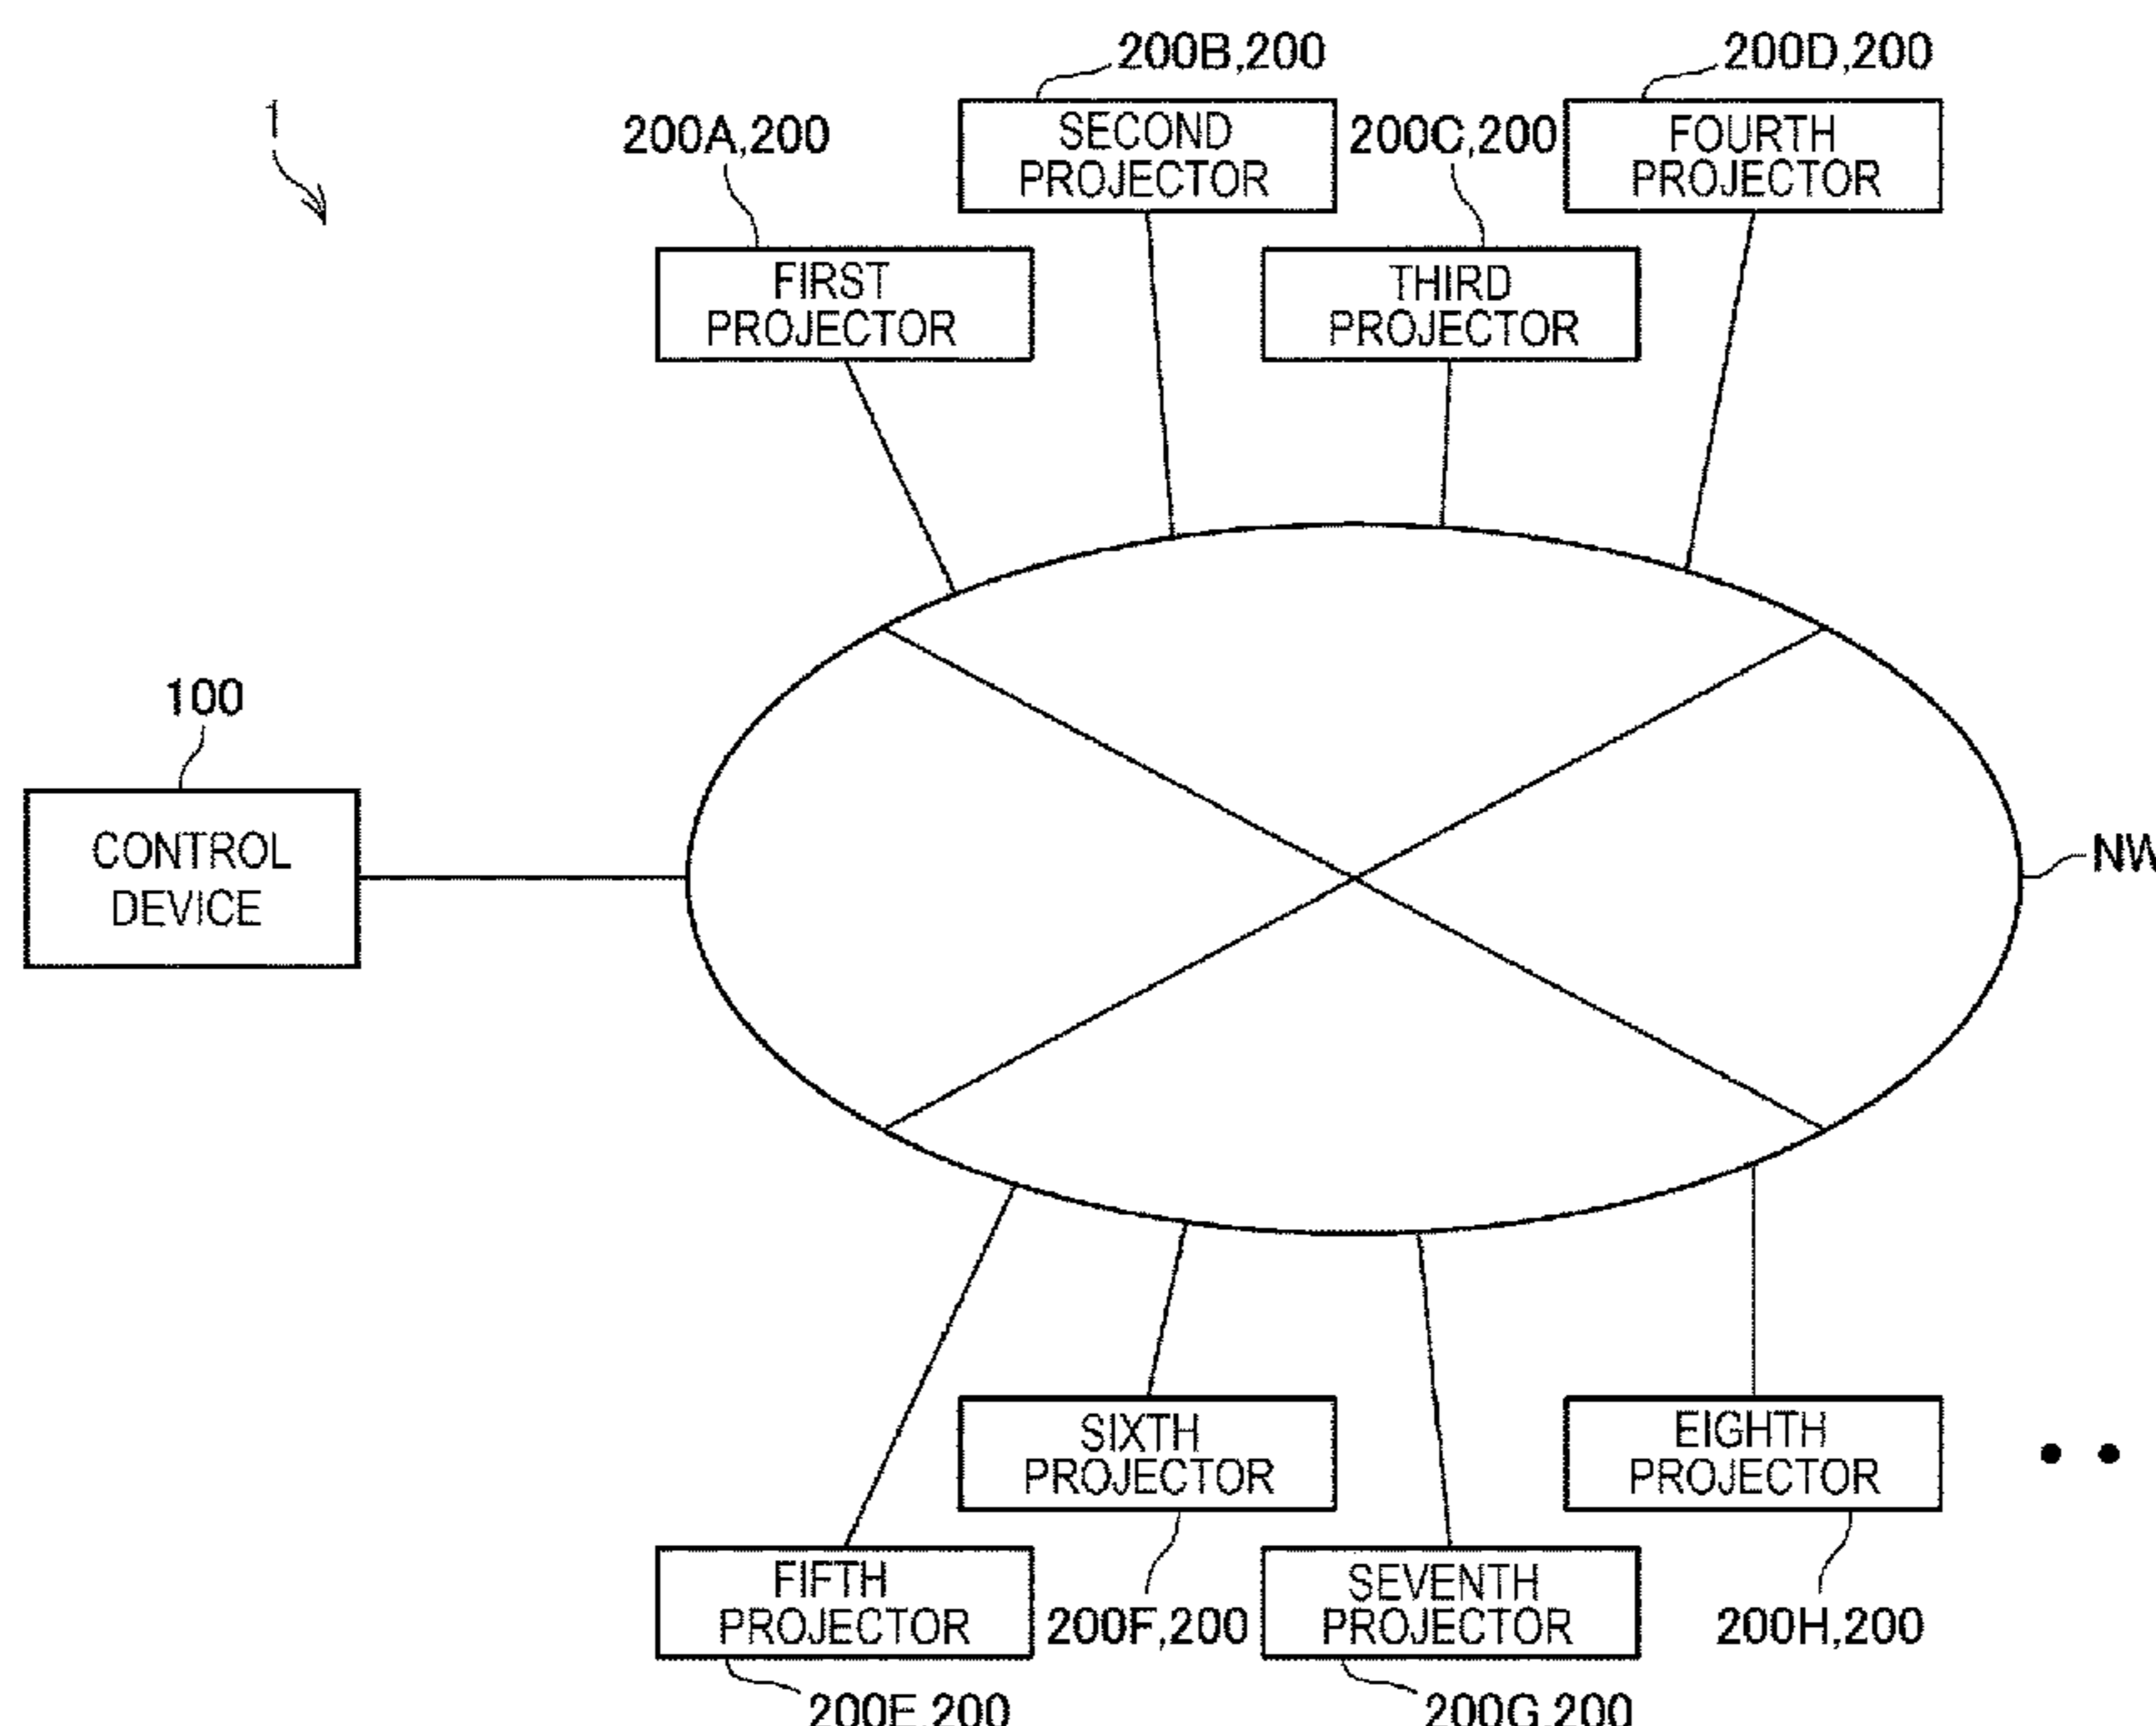 1
200B,200
200D,200
200A,200
SECOND
PROJECTOR
200C,200
FOURTH
PROJECTOR
FIRST
PROJECTOR
THIRD
PROJECTOR
100
CONTROL
DEVICE
NW
SIXTH
PROJECTOR
EIGHTH
PROJECTOR
FIFTH
PROJECTOR
200F,200
SEVENTH
PROJECTOR
200H,200
200E,200
200G,200